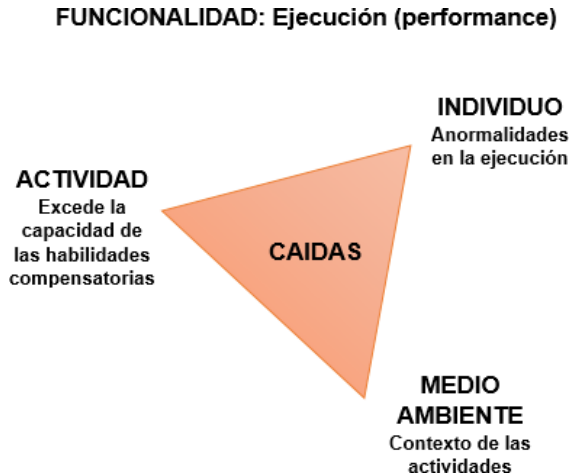 FUNCIONALIDAD: Ejecución (performance)
INDIVIDUO
Anormalidades
en la ejecución
ACTIVIDAD
Excede la
capacidad de
las habilidades
compensatorias
CAIDAS
MEDIO
AMBIENTE
Contexto de las
actividades